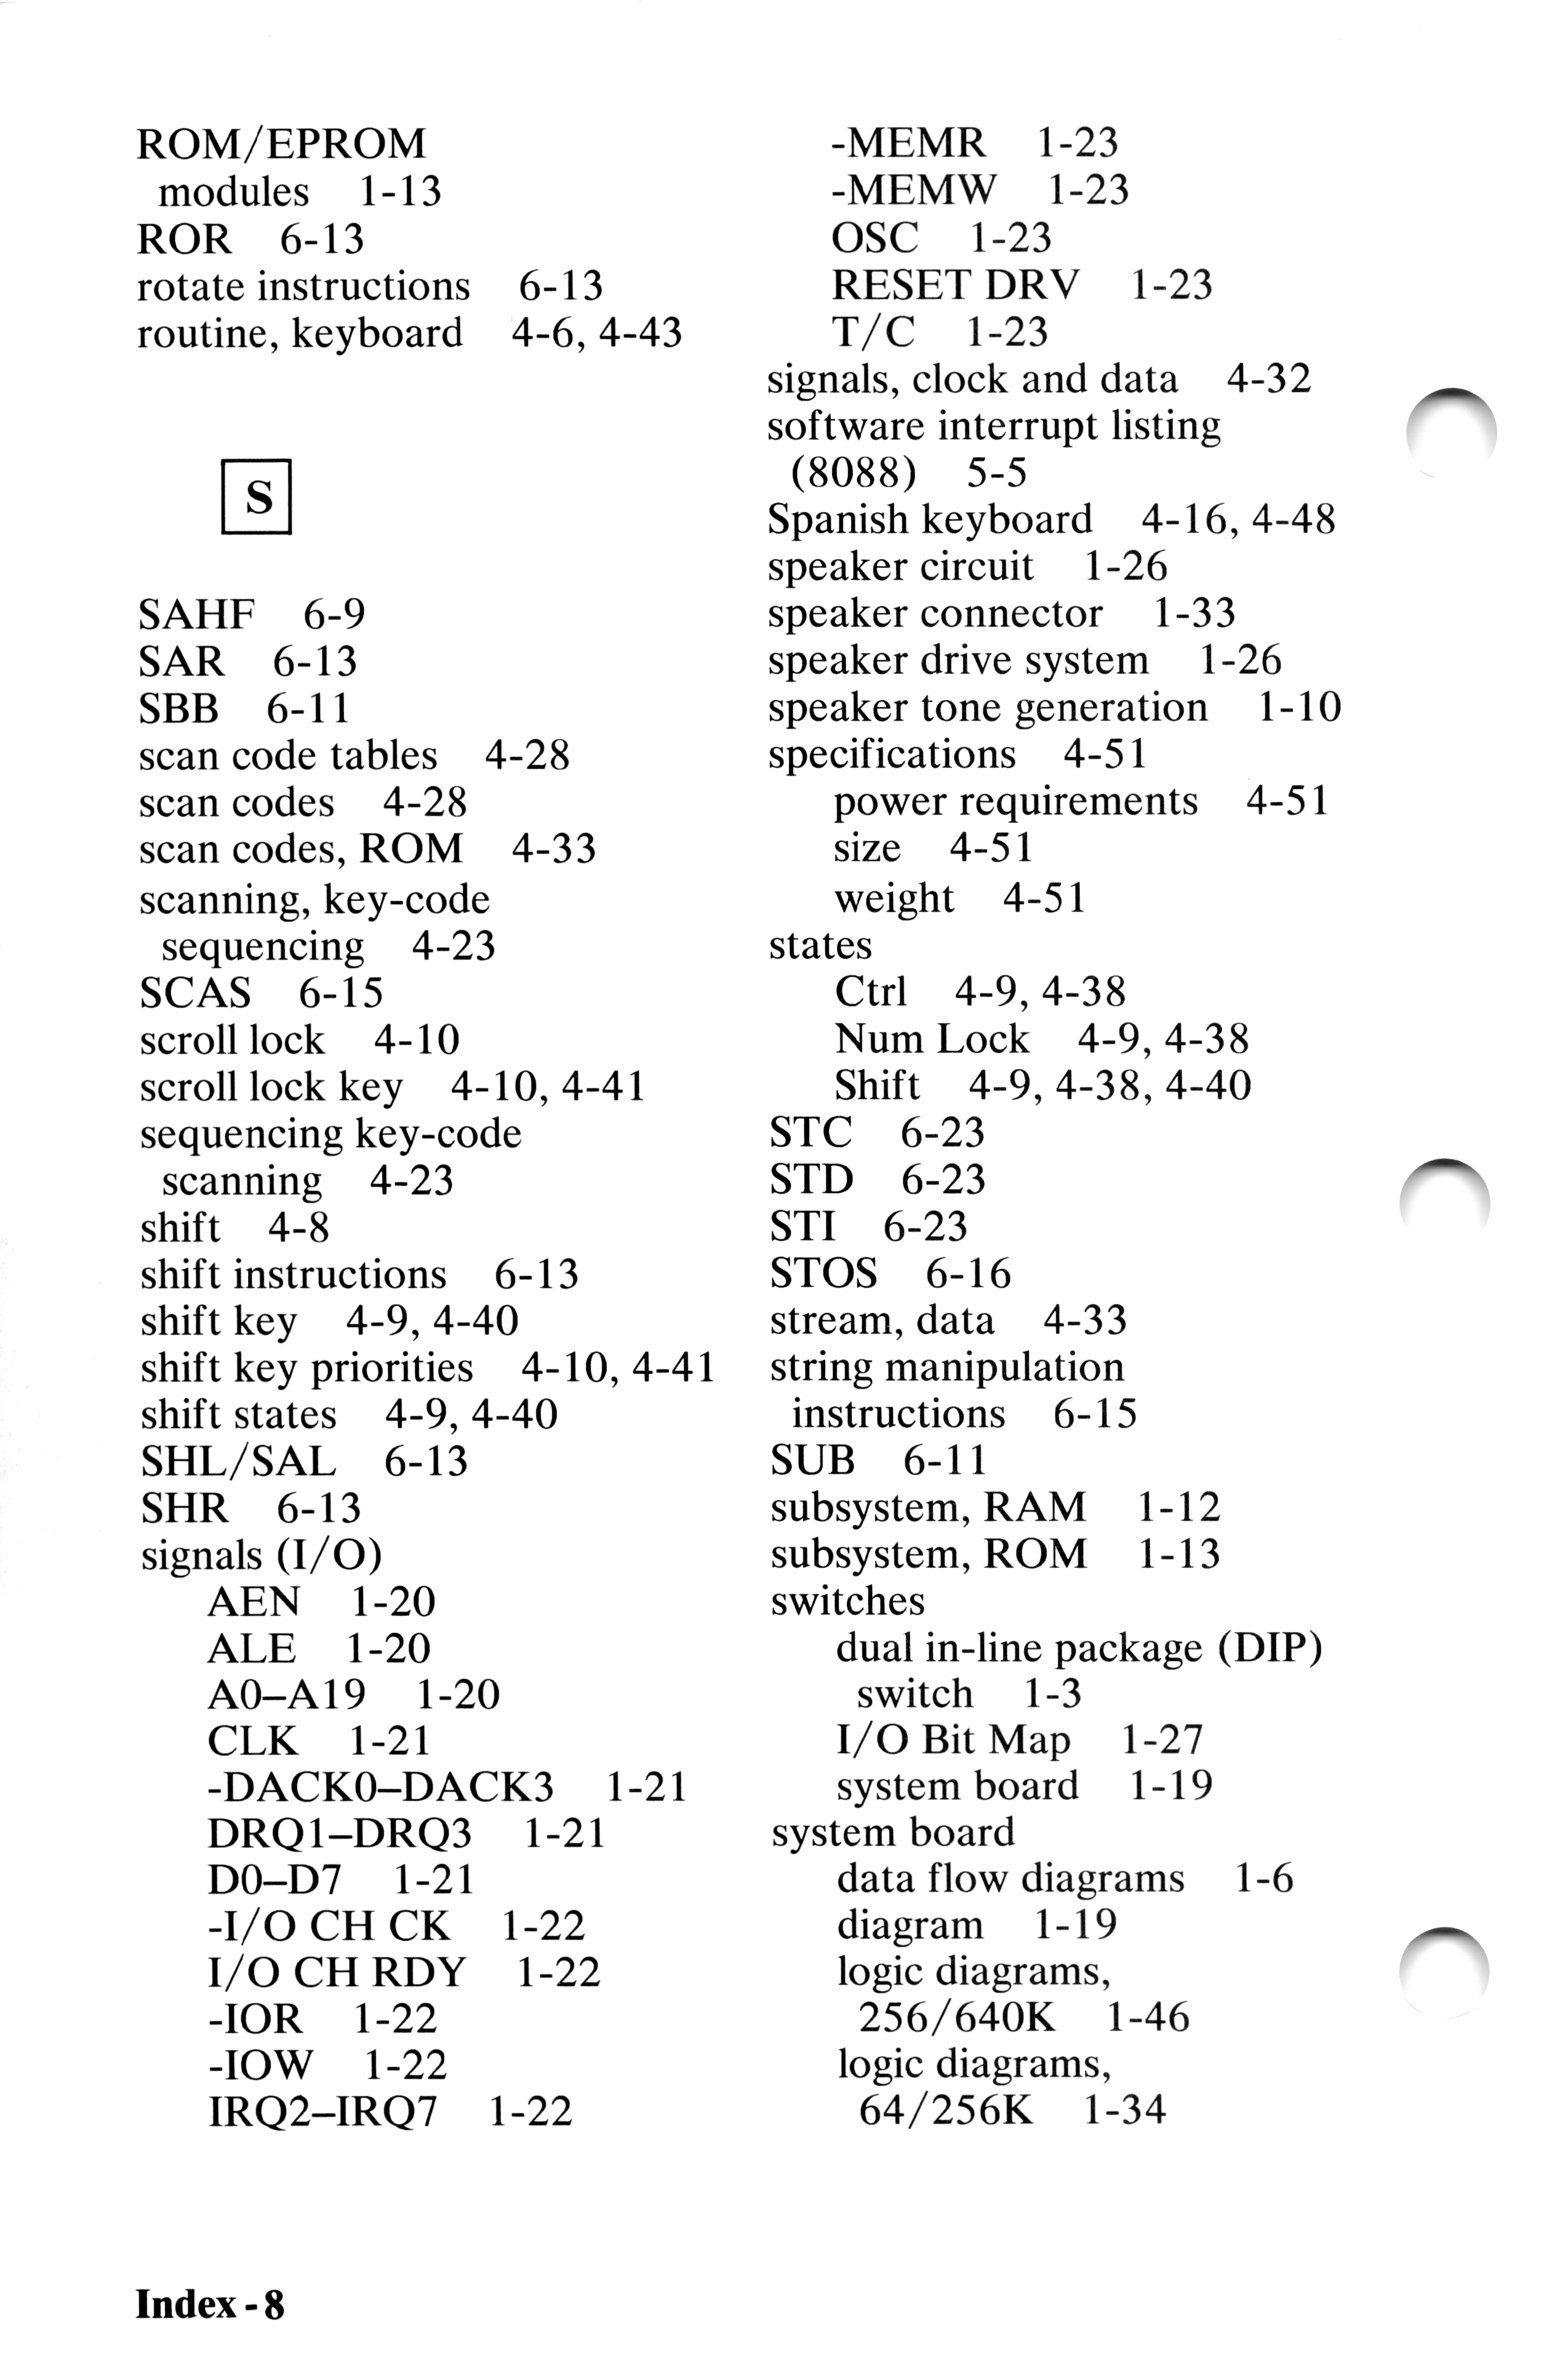 ROM/EPROM
modules 1-13
ROR 6-13
rotate instructions 6-13
routine, keyboard 4-6, 4-43
S
SAHF 6-9
SAR 6-13
SBB 6-11
scan code tables 4-28
scan codes 4-28
scan codes, ROM 4-33
scanning, key-code
sequencing 4-23
SCAS 6-15
scroll lock 4-10
scroll lock key 4-10, 4-41
sequencing key-code
scanning 4-23
shift 4-8
shift instructions 6-13
shift key 4-9, 4-40
shift key priorities 4-10, 4-41
shift states 4-9, 4-40
SHL/SAL 6-13
SHR 6-13
signals (I/O)
AEN 1-20
ALE 1-20
A0–A19 1-20
CLK 1-21
-DACK0–DACK3 1-21
DRQ1–DRQ3 1-21
D0–D7 1-21
-I/O CH CK 1-22
I/O CH RDY 1-22
-IOR 1-22
-IOW 1-22
IRQ2–IRQ7 1-22
-MEMR 1-23
-MEMW 1-23
OSC 1-23
RESET DRV 1-23
T/C 1-23
signals, clock and data 4-32
software interrupt listing
(8088) 5-5
Spanish keyboard 4-16, 4-48
speaker circuit 1-26
speaker connector 1-33
speaker drive system 1-26
speaker tone generation 1-10
specifications 4-51
power requirements 4-51
size 4-51
weight 4-51
states
Ctrl 4-9, 4-38
Num Lock 4-9, 4-38
Shift 4-9, 4-38, 4-40
STC 6-23
STD 6-23
STI 6-23
STOS 6-16
stream, data 4-33
string manipulation
instructions 6-15
SUB 6-11
subsystem, RAM 1-12
subsystem, ROM 1-13
switches
dual in-line package (DIP)
switch 1-3
I/O Bit Map 1-27
system board 1-19
system board
data flow diagrams 1-6
diagram 1-19
logic diagrams,
256/640K 1-46
logic diagrams,
64/256K 1-34
Index - 8